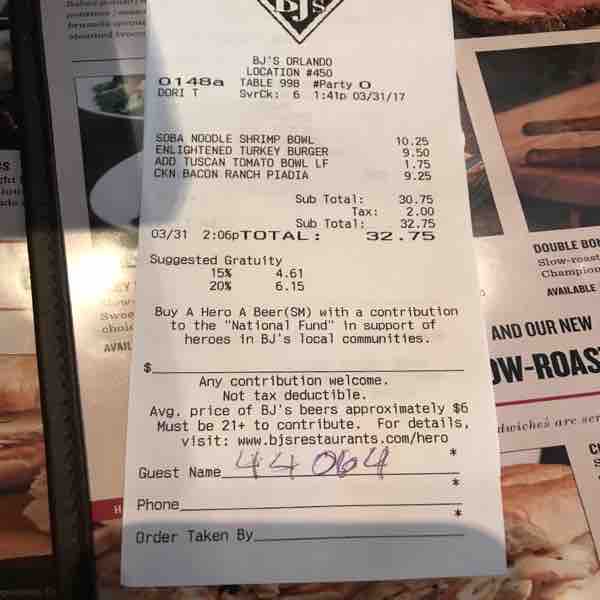 BJ's
BJ'S ORLANDO
LOCATION #450
0148a TABLE 998 #Party 0
DORI T SvrCk: 6 1:41p 03/31/17
SOBA NOODLE SHRIMP BOWL 10.25
ENLIGHTENED TURKEY BURGER 9.50
ADD TUSCAN TOMATO BOWL LF 1.75
CKN BACON RANCH PIADIA 9.25
Sub Total: 30.75
Tax: 2.00
Sub Total: 32.75
03/31 2:06p TOTAL: 32.75
Suggested Gratuity
15% 4.61
20% 6.15
Buy A Hero A Beer(SM) with a contribution
to the "National Fund" in support of
heroes in BJ's local communities.
$
Any contribution welcome.
Not tax deductible.
Avg. price of BJ's beers approximately $6
Must be 21+ to contribute. For details,
visit: www.bjsrestaurants.com/hero
*
Guest Name 44064
*
Phone
*
Order Taken By
DOUBLE
Slow-roast
Champion
AVAILABLE
AND OUR NEW
OW-ROAS